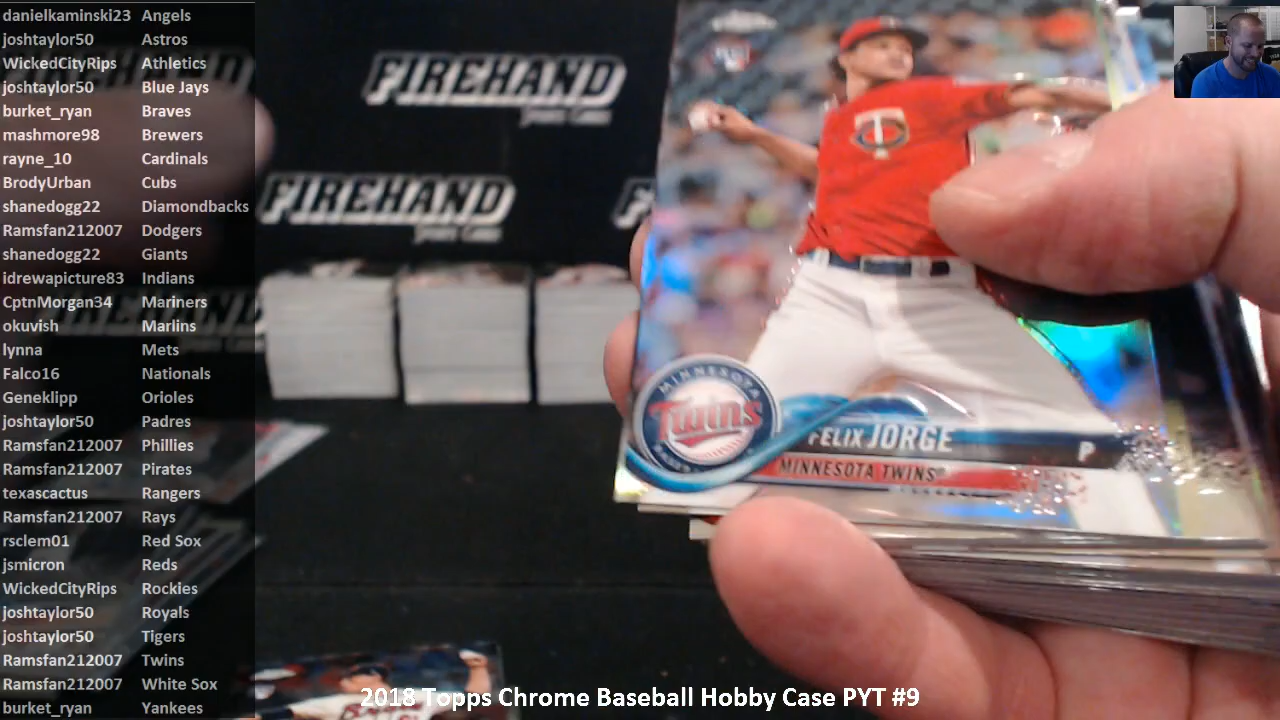 danielkaminski23 Angels
joshtaylor50 Astros
WickedCityRips Athletics
joshtaylor50 Blue Jays
burket_ryan Braves
mashmore98 Brewers
rayne_10 Cardinals
BrodyUrban Cubs
shanedogg22 Diamondbacks
Ramsfan212007 Dodgers
shanedogg22 Giants
idrewapicture83 Indians
CptnMorgan34 Mariners
okuvish Marlins
lynna Mets
Falco16 Nationals
Geneklipp Orioles
joshtaylor50 Padres
Ramsfan212007 Phillies
Ramsfan212007 Pirates
texascactus Rangers
Ramsfan212007 Rays
rsclem01 Red Sox
jsmicron Reds
WickedCityRips Rockies
joshtaylor50 Royals
joshtaylor50 Tigers
Ramsfan212007 Twins
Ramsfan212007 White Sox
burket_ryan Yankees
FIREHAND
FIREHAND
FIREHAND
T
MINNESOTA
Twins
FELIX JORGE P
MINNESOTA TWINS
2018 Topps Chrome Baseball Hobby Case PYT #9